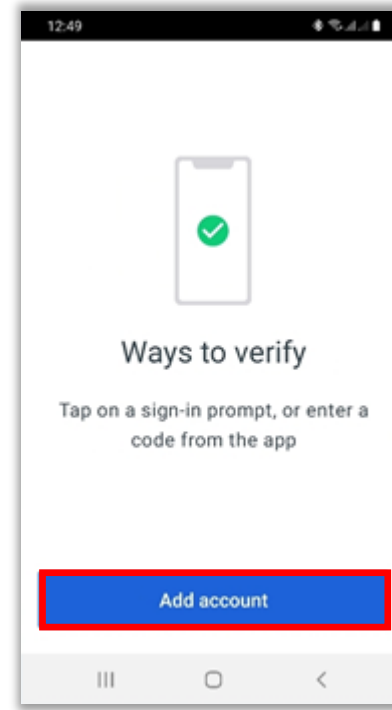 12:49
Ways to verify
Tap on a sign-in prompt, or enter a
code from the app
Add account